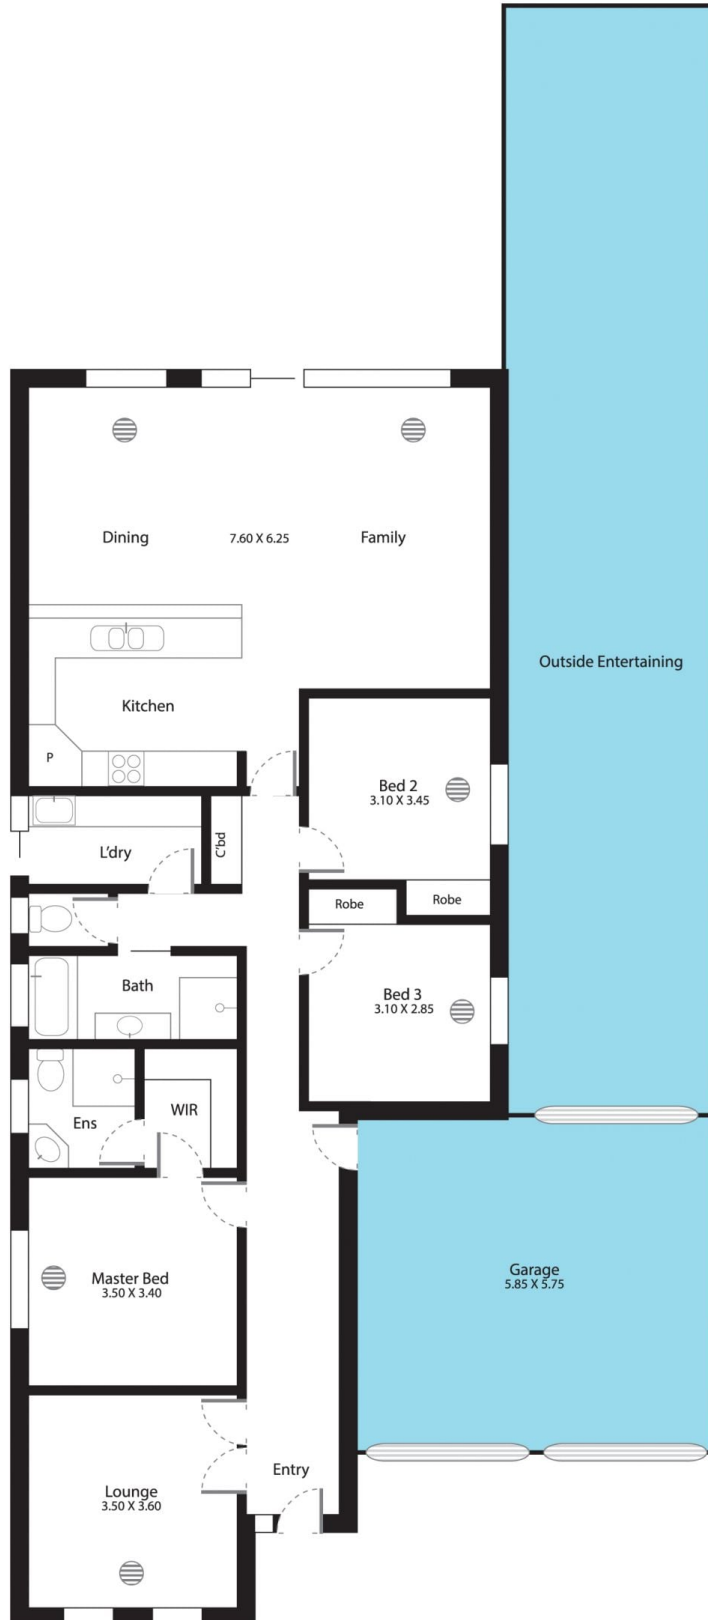 Dining
7.60 X 6.25
Family
Outside Entertaining
Kitchen
P
Bed 2
3.10 X 3.45
L'dry
C'bd
Robe
Robe
Bath
Bed 3
3.10 X 2.85
Ens
WIR
Master Bed
3.50 X 3.40
Garage
5.85 X 5.75
Entry
Lounge
3.50 X 3.60